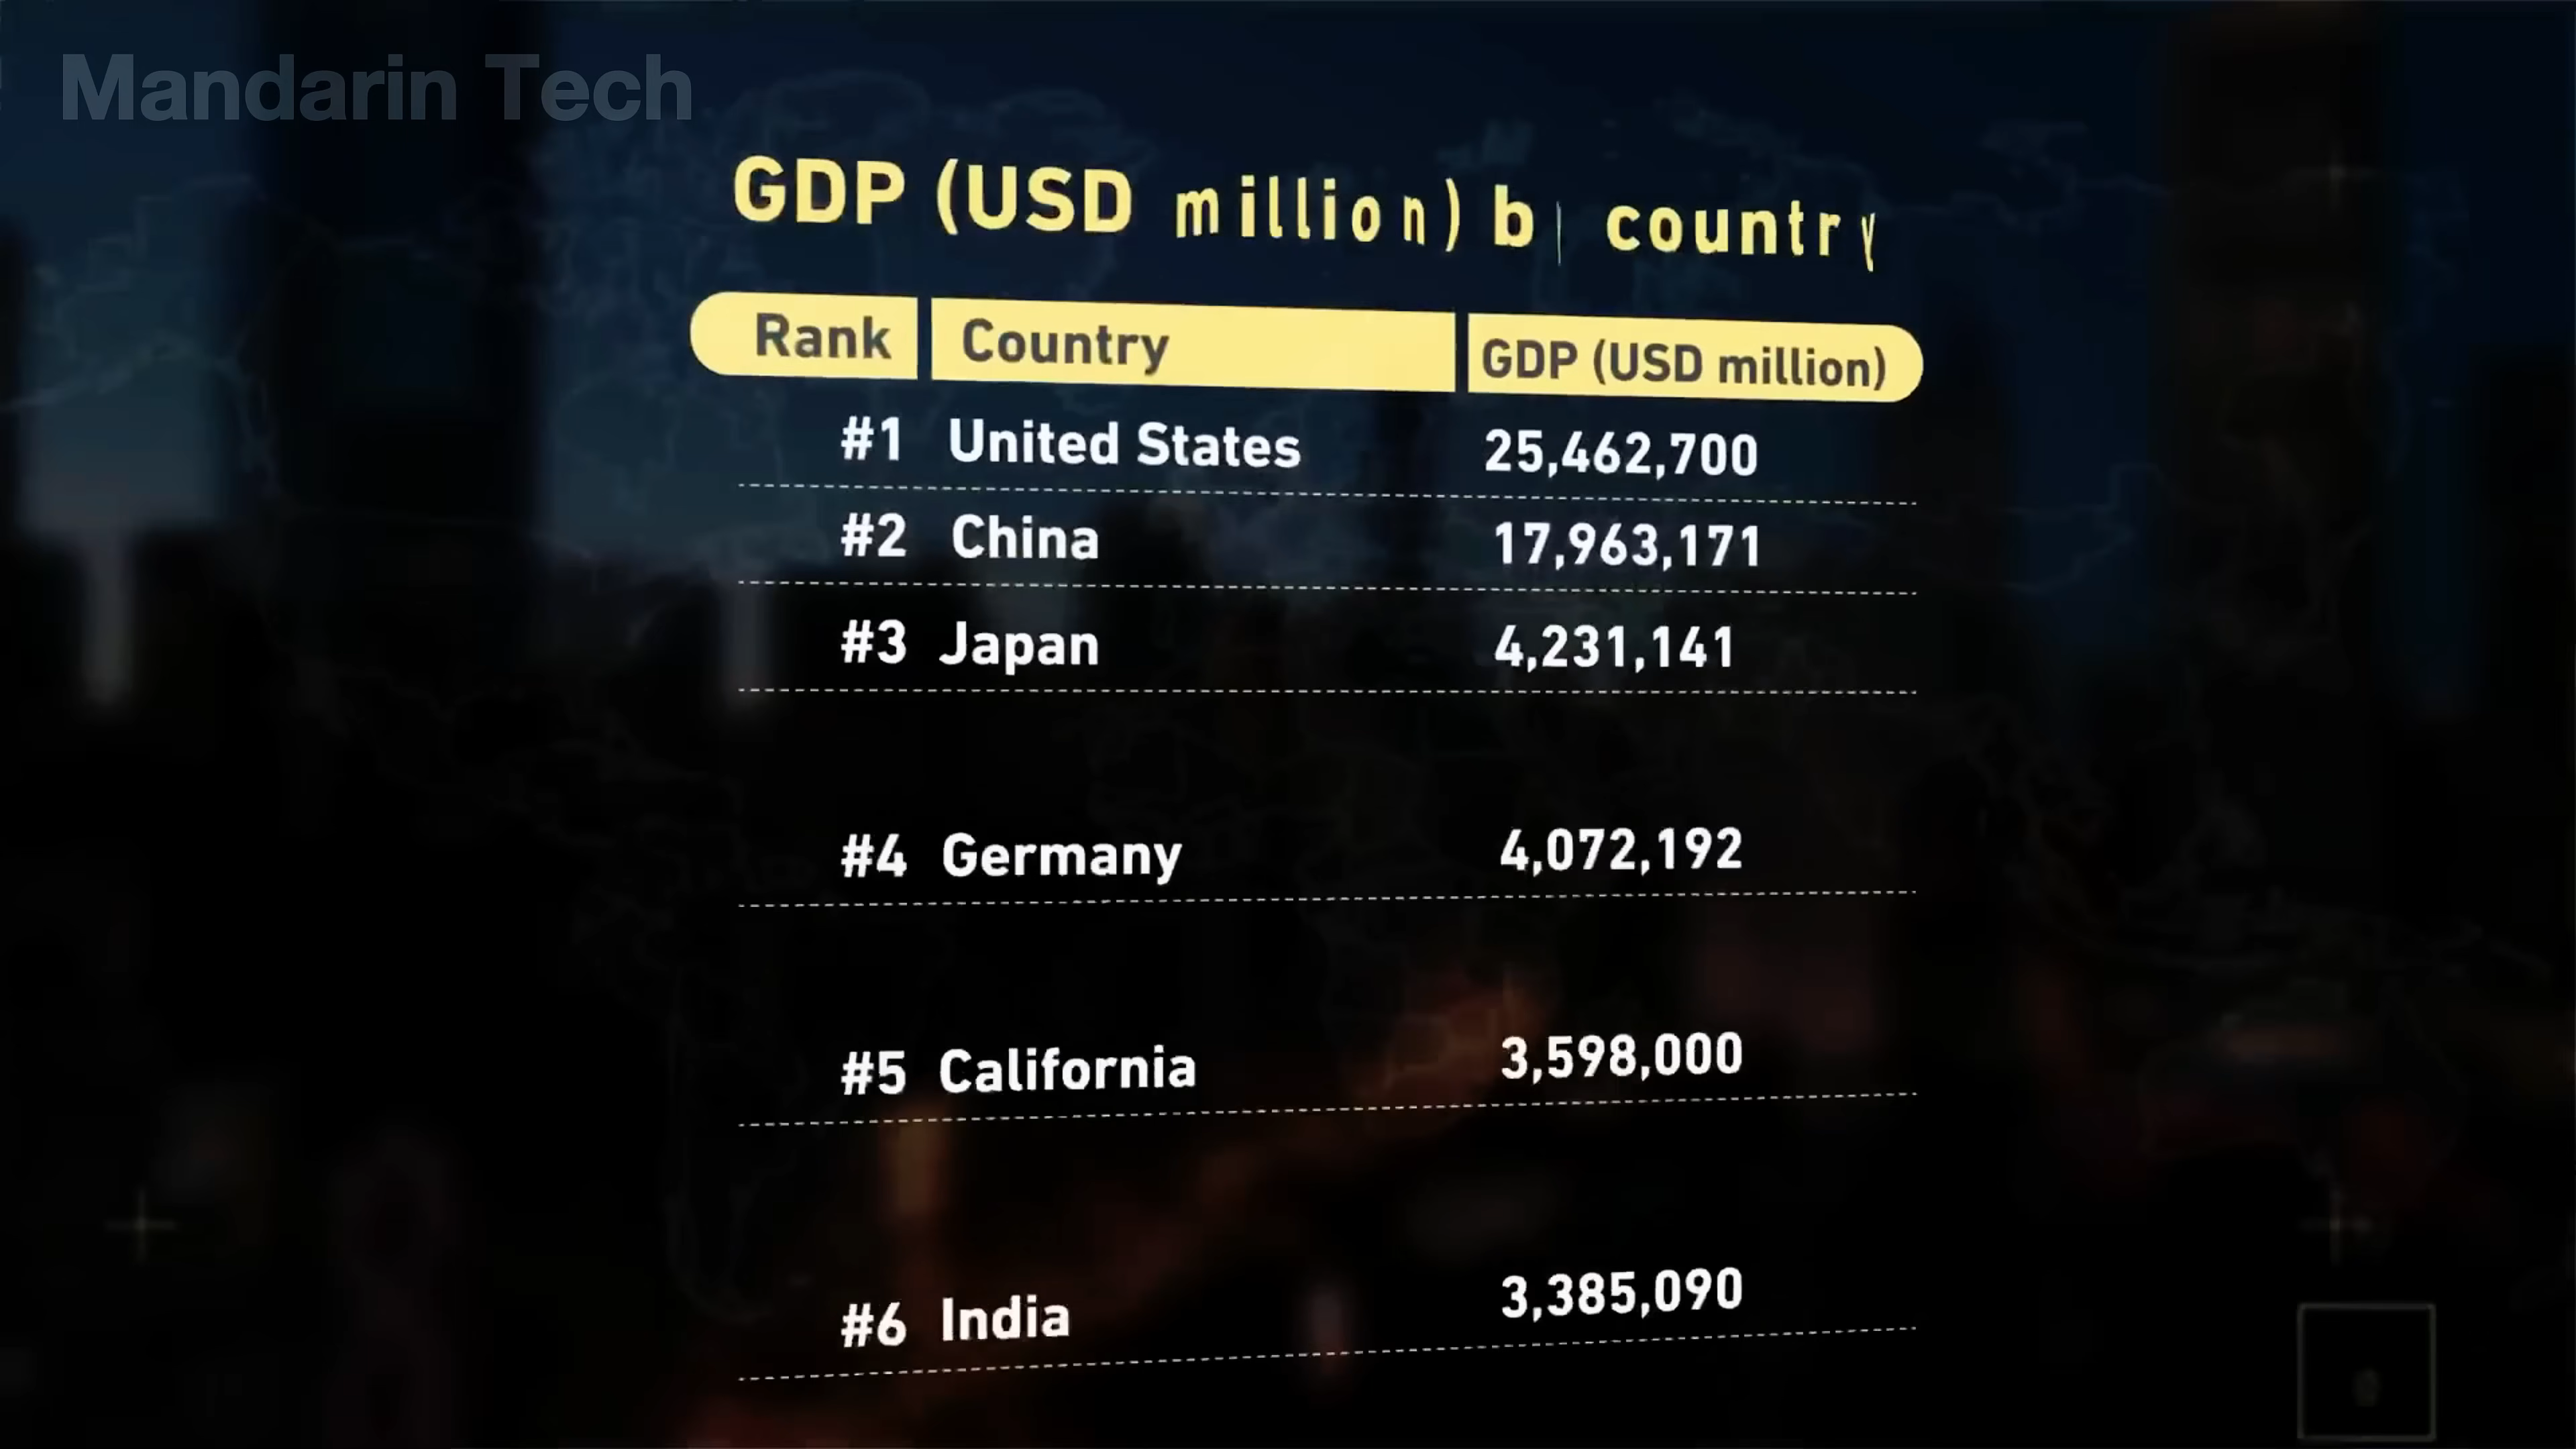 Mandarin Tech
GDP (USD million) b country
Rank Country GDP (USD million)
#1 United States 25,462,700
#2 China 17,963,171
#3 Japan 4,231,141
#4 Germany 4,072,192
#5 California 3,598,000
#6 India 3,385,090